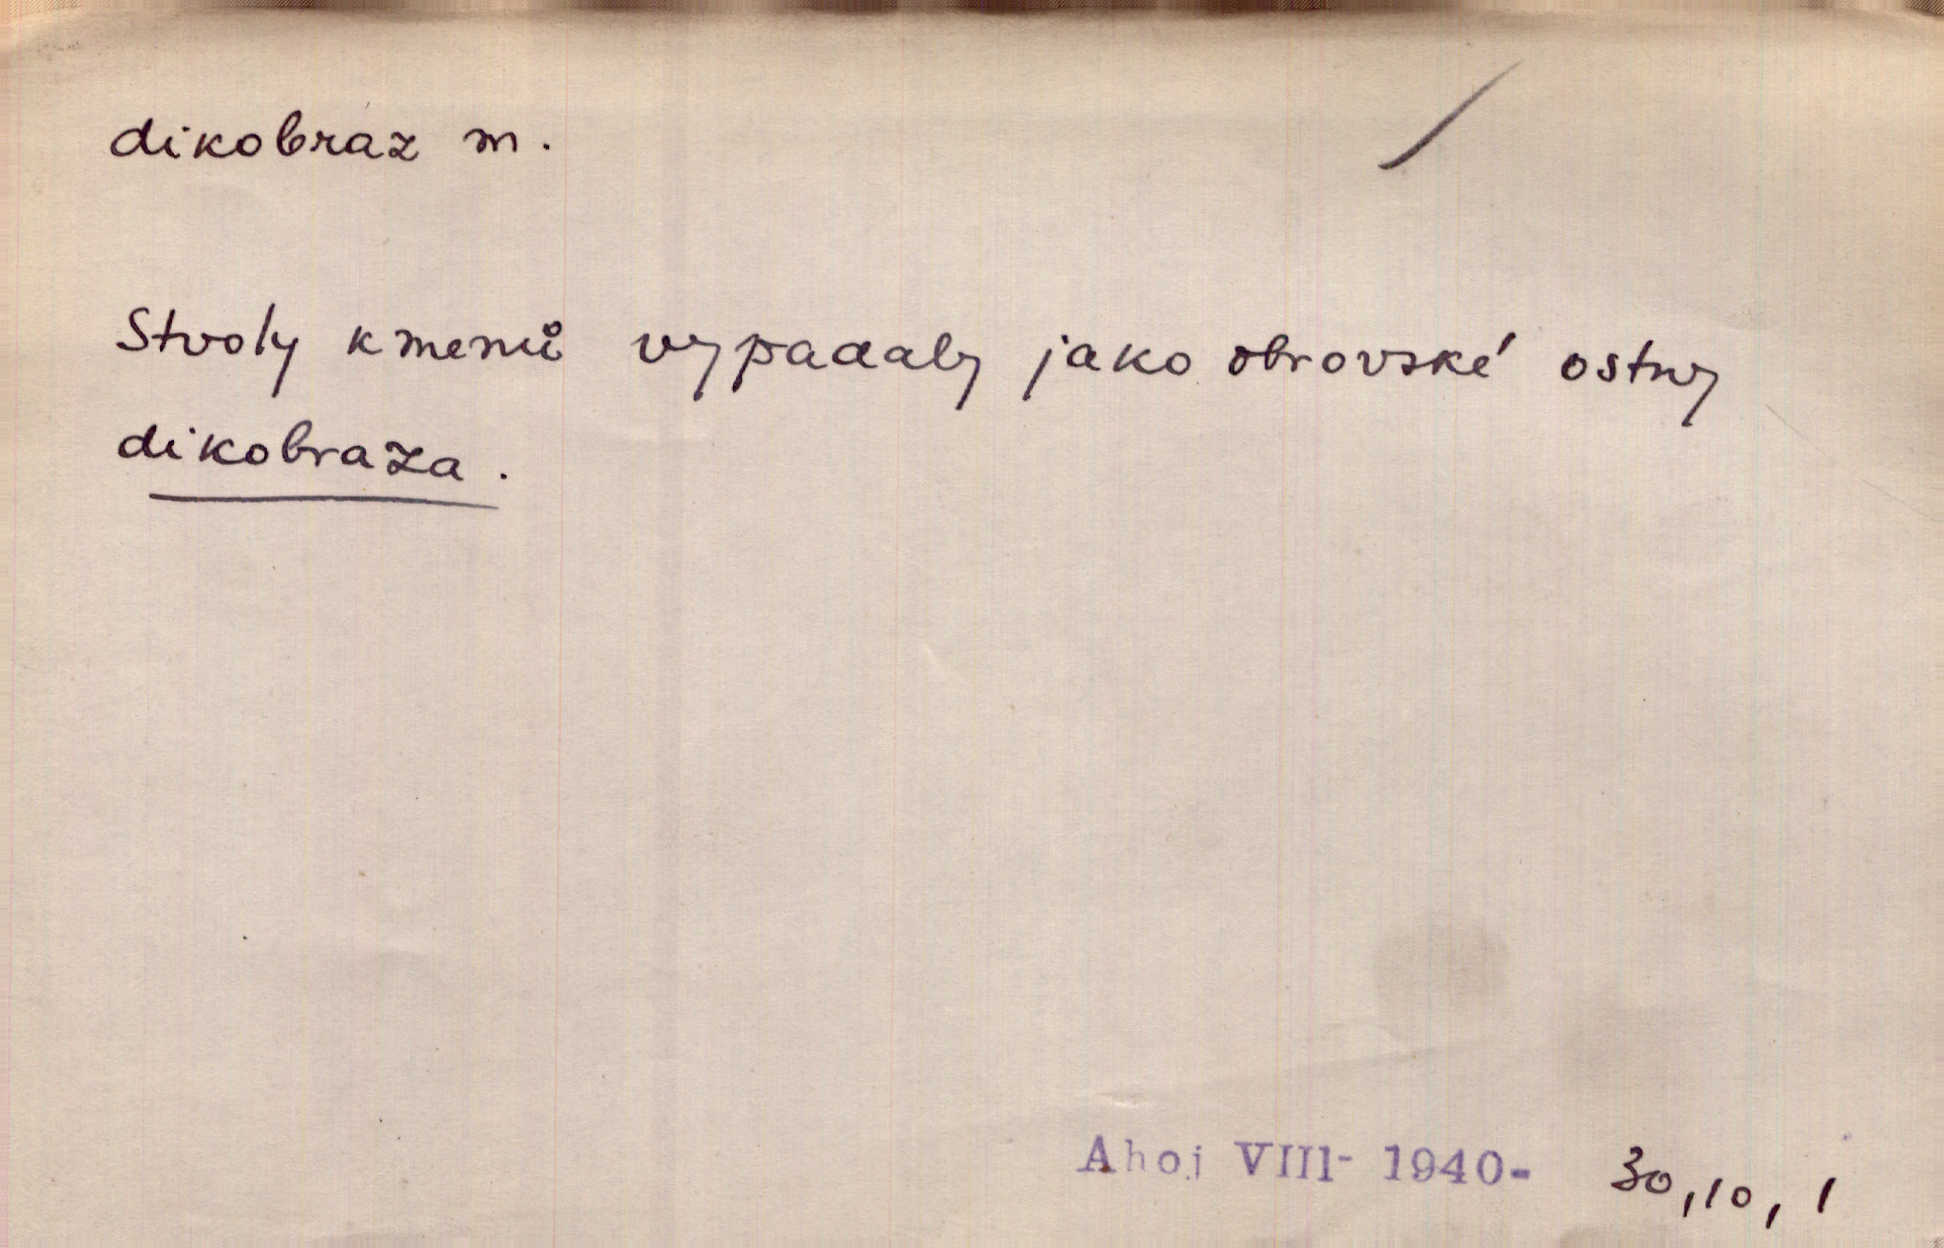 dikobraz m.
Stvoly kmenů vypadaly jako obrovské ostny
dikobraza.
Ahoj VIII- 1940- 30,10, 1